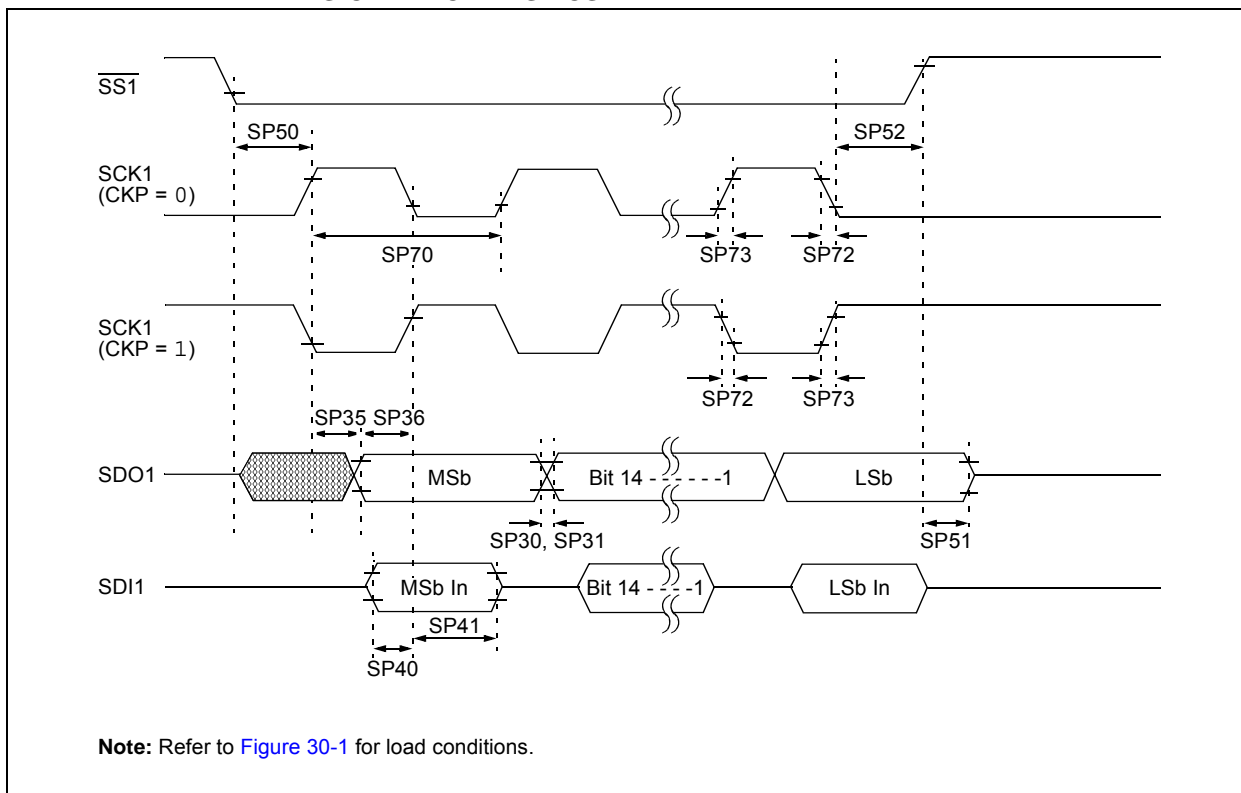 SS1
SP50
SP52
SCK1
(CKP = 0)
SP70
SP73
SP72
SCK1
(CKP = 1)
SP72
SP73
SP35 SP36
SDO1
MSb
Bit 14 - - - - - - -1
LSb
SP30, SP31
SP51
SDI1
MSb In
Bit 14 - - - -1
LSb In
SP41
SP40
Note: Refer to Figure 30-1 for load conditions.